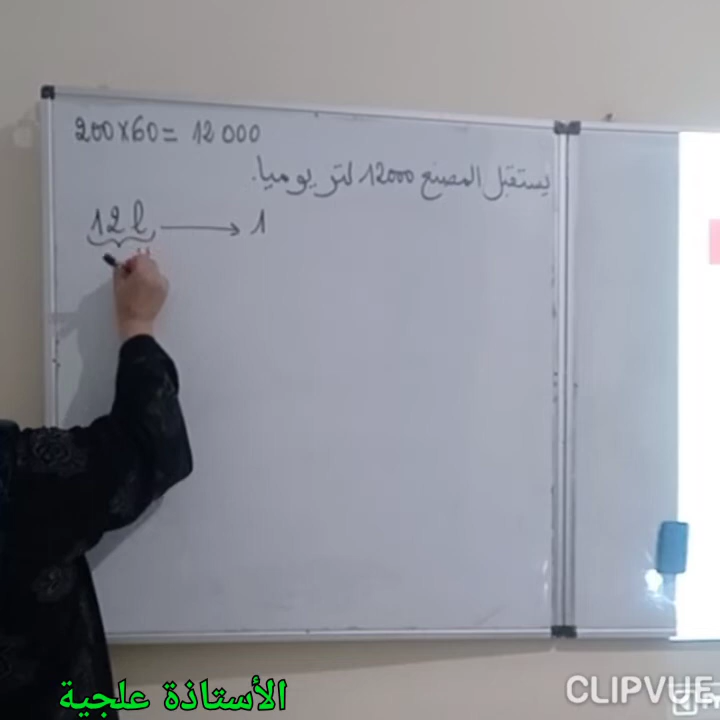 200×60= 12 000
يستقبل المصنع 12000 لتر يوميا.
12 l → 1
الأستاذة علجية
CLIPVUE